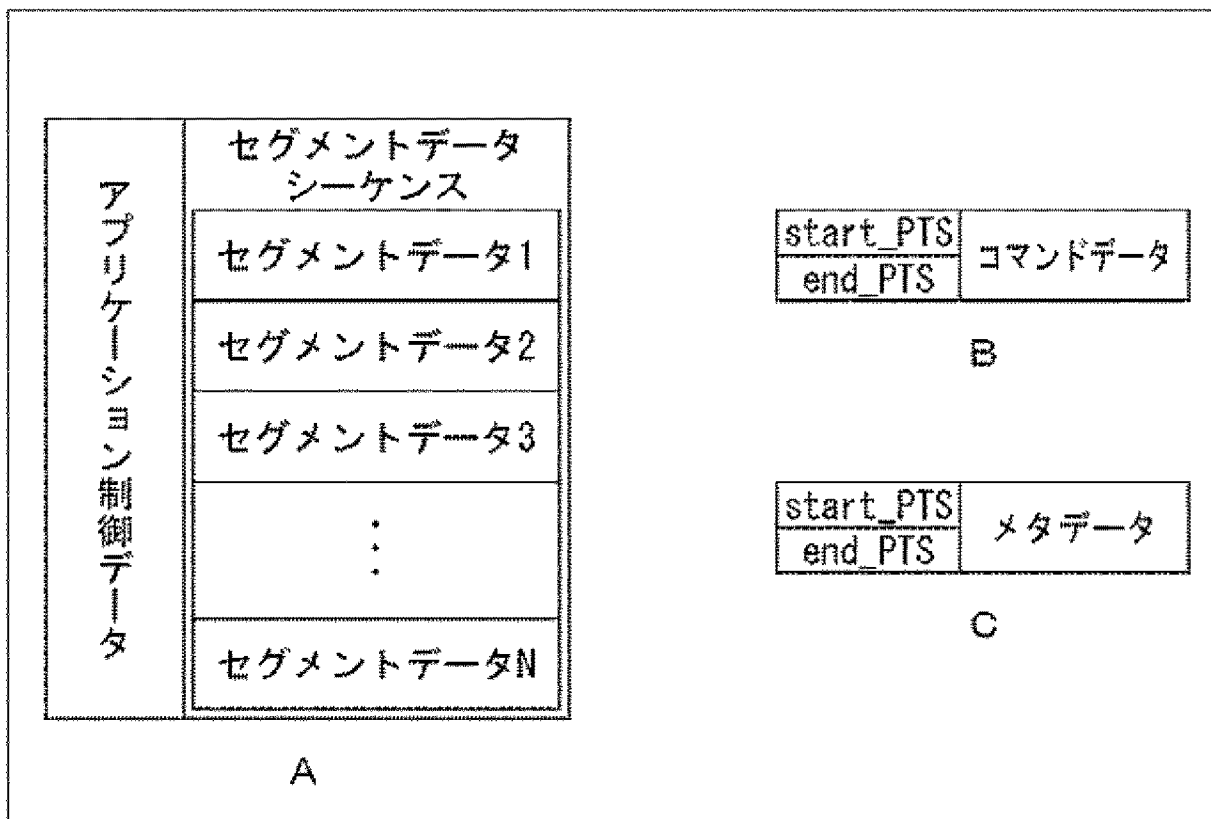 アプリケーション制御データ
セグメントデータ
シーケンス
セグメントデータ1
セグメントデータ2
セグメントデータ3
セグメントデータN
A
start_PTS
end_PTS
コマンドデータ
B
start_PTS
end_PTS
メタデータ
C